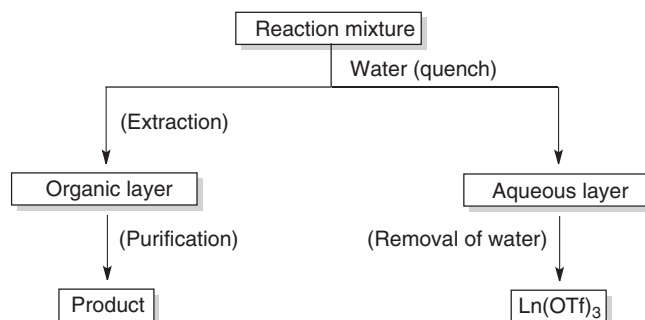 Reaction mixture
Water (quench)
(Extraction)
Organic layer
Aqueous layer
(Purification)
(Removal of water)
Product
Ln(OTf)₃